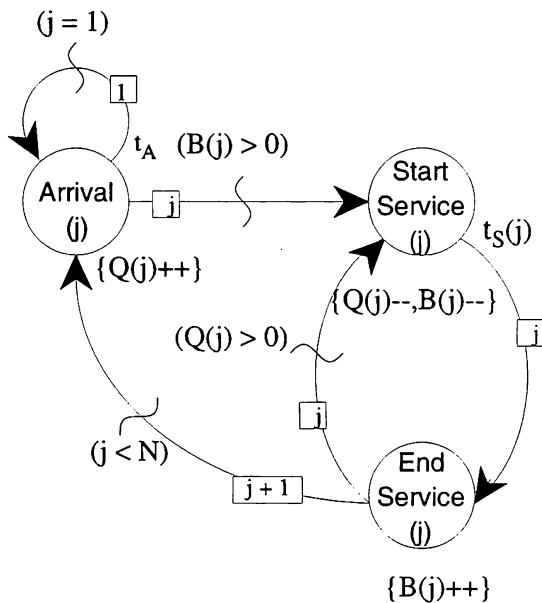 (j = 1)
1
t_A
(B(j) > 0)
Arrival
(j)
j
Start
Service
(j)
t_S(j)
{Q(j)++}
{Q(j)--,B(j)--}
(Q(j) > 0)
j
j
(j < N)
j + 1
End
Service
(j)
{B(j)++}